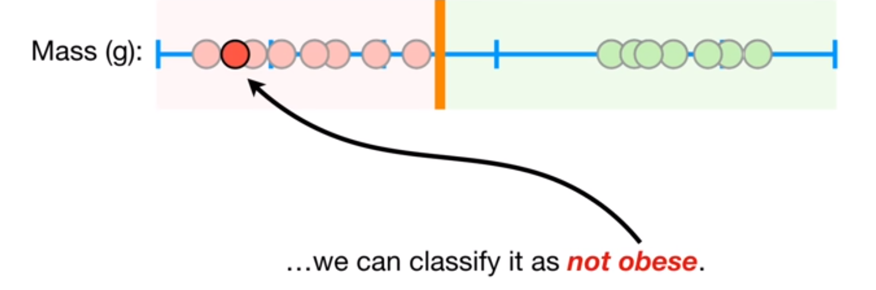 Mass (g):
...we can classify it as not obese.